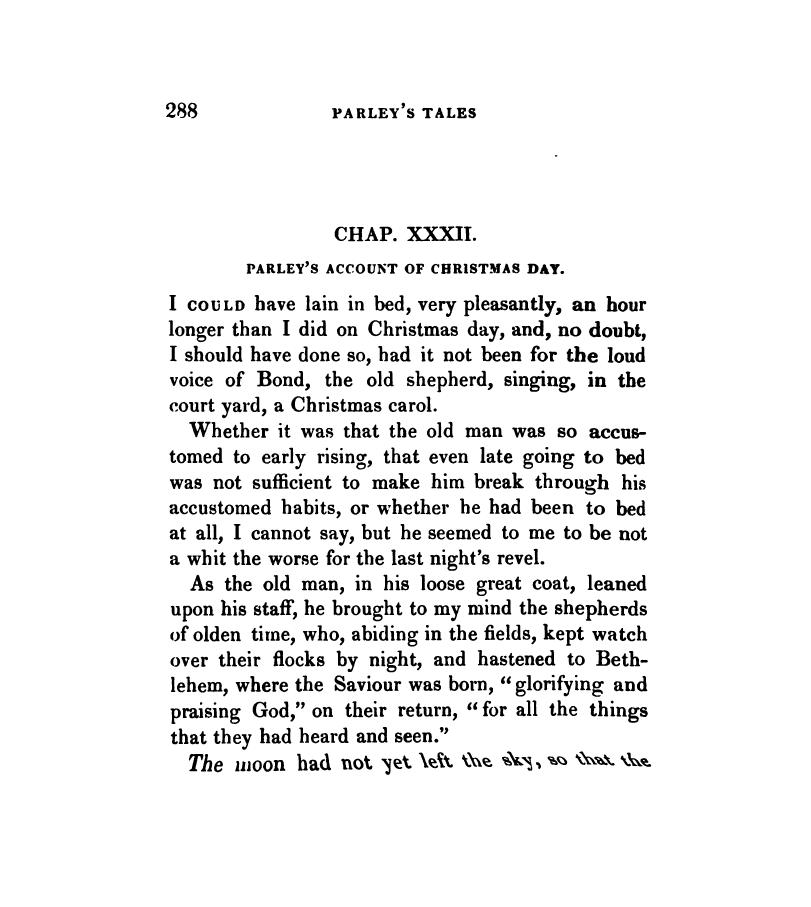 288 PARLEY'S TALES
CHAP. XXXII.
PARLEY'S ACCOUNT OF CHRISTMAS DAY.
I COULD have lain in bed, very pleasantly, an hour
longer than I did on Christmas day, and, no doubt,
I should have done so, had it not been for the loud
voice of Bond, the old shepherd, singing, in the
court yard, a Christmas carol.
Whether it was that the old man was so accus-
tomed to early rising, that even late going to bed
was not sufficient to make him break through his
accustomed habits, or whether he had been to bed
at all, I cannot say, but he seemed to me to be not
a whit the worse for the last night's revel.
As the old man, in his loose great coat, leaned
upon his staff, he brought to my mind the shepherds
of olden time, who, abiding in the fields, kept watch
over their flocks by night, and hastened to Beth-
lehem, where the Saviour was born, "glorifying and
praising God," on their return, "for all the things
that they had heard and seen."
The moon had not yet left the sky, so that the